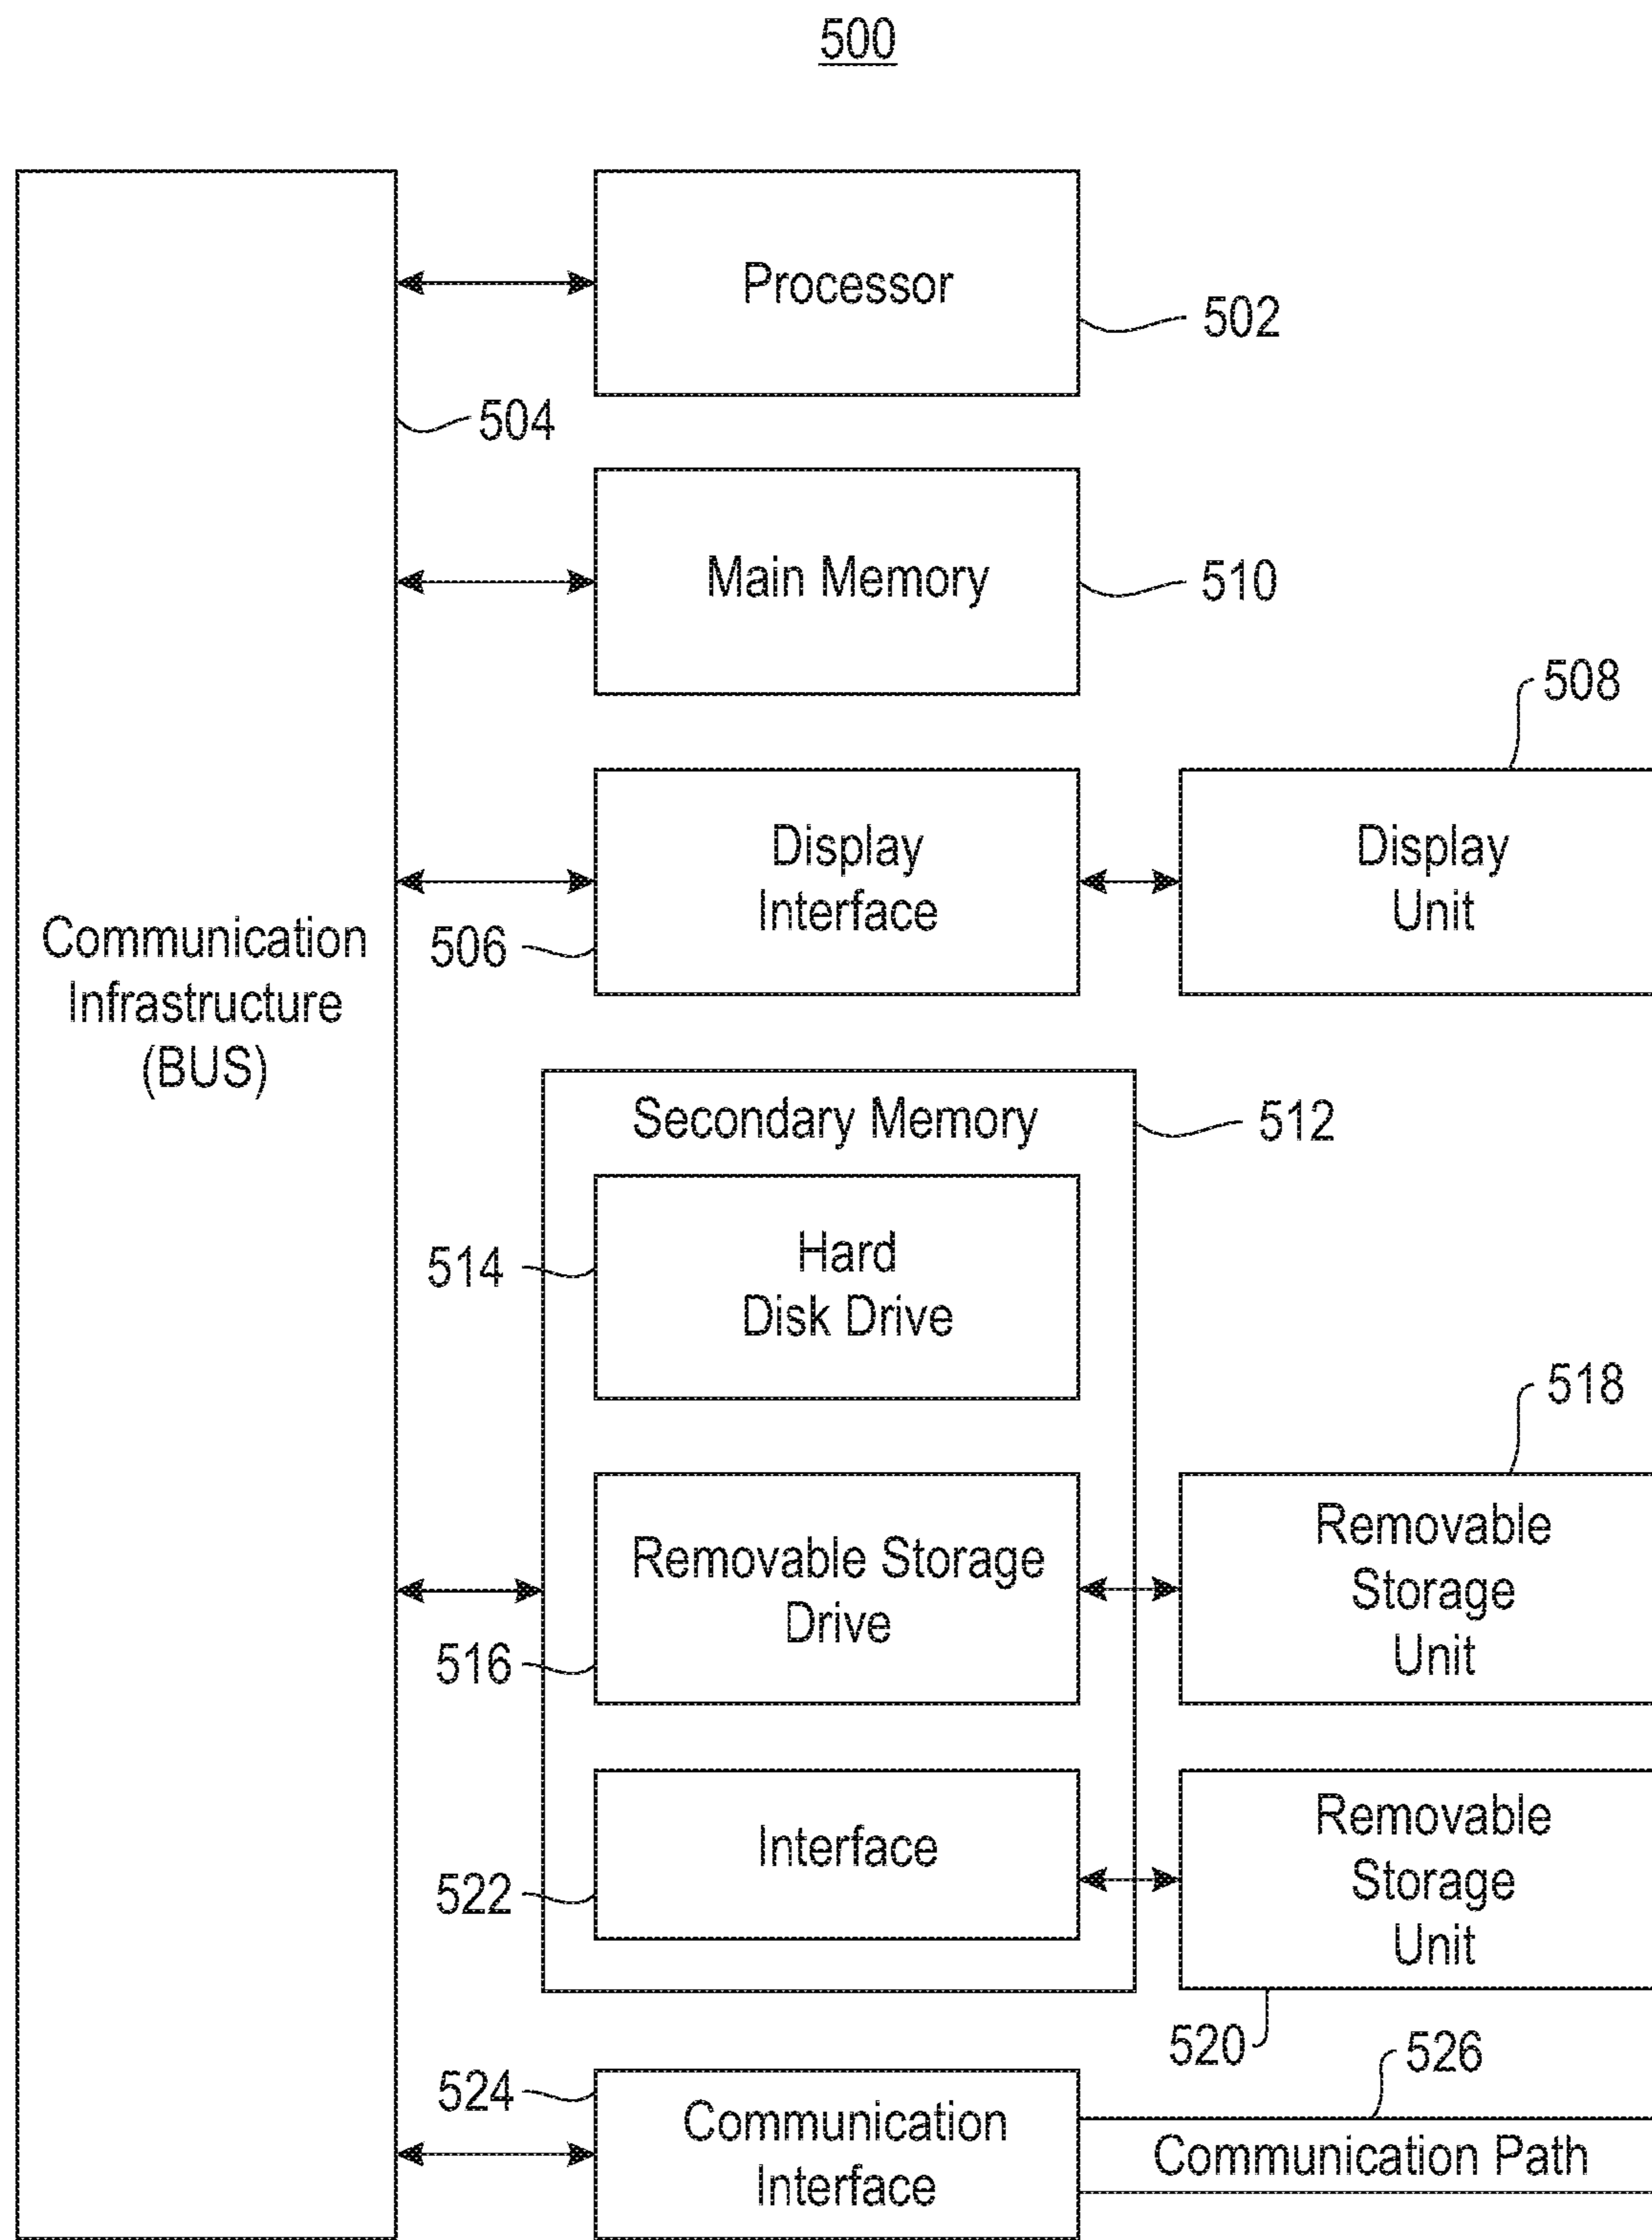 500
Processor
502
504
Main Memory
510
508
Display
Interface
506
Display
Unit
Communication
Infrastructure
(BUS)
Secondary Memory
512
Hard
Disk Drive
514
518
Removable Storage
Drive
516
Removable
Storage
Unit
Interface
522
Removable
Storage
Unit
520
526
524
Communication
Interface
Communication Path